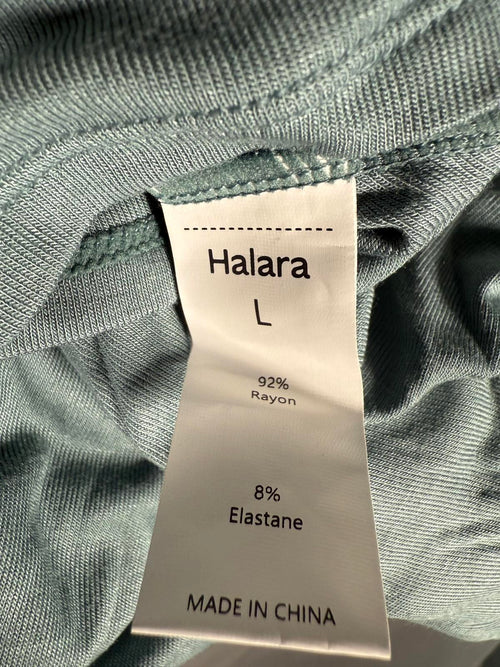 Halara
L
92%
Rayon
8%
Elastane
MADE IN CHINA